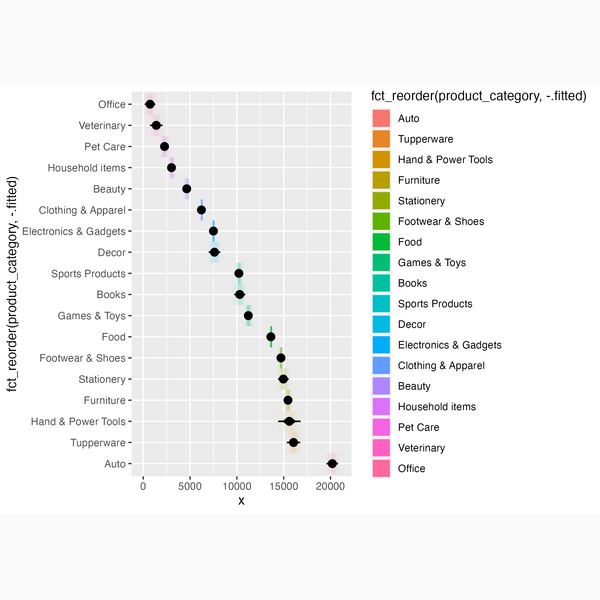 fct_reorder(product_category, -.fitted)
Office
Veterinary
Pet Care
Household items
Beauty
Clothing & Apparel
Electronics & Gadgets
Decor
Sports Products
Books
Games & Toys
Food
Footwear & Shoes
Stationery
Furniture
Hand & Power Tools
Tupperware
Auto
0 5000 10000 15000 20000
x
fct_reorder(product_category, -.fitted)
Auto
Tupperware
Hand & Power Tools
Furniture
Stationery
Footwear & Shoes
Food
Games & Toys
Books
Sports Products
Decor
Electronics & Gadgets
Clothing & Apparel
Beauty
Household items
Pet Care
Veterinary
Office